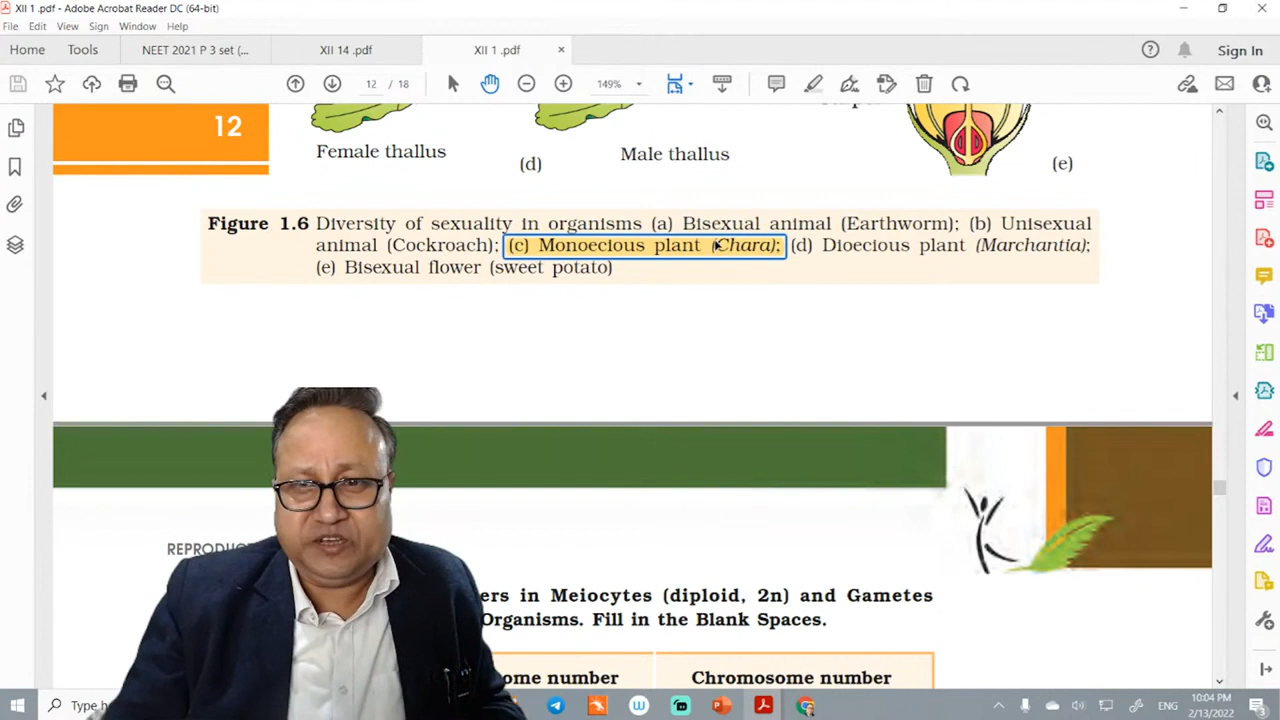 XII 1 .pdf - Adobe Acrobat Reader DC (64-bit)
File Edit View Sign Window Help
Home Tools NEET 2021 P 3 set (... XII 14 .pdf XII 1 .pdf × Sign In
12 / 18 149%
12
Female thallus (d) Male thallus (e)
Figure 1.6 Diversity of sexuality in organisms (a) Bisexual animal (Earthworm); (b) Unisexual
animal (Cockroach); (c) Monoecious plant (Chara); (d) Dioecious plant (Marchantia);
(e) Bisexual flower (sweet potato)
ers in Meiocytes (diploid, 2n) and Gametes
Organisms. Fill in the Blank Spaces.
ome number Chromosome number
Type he
ENG
10:04 PM
2/13/2022
3